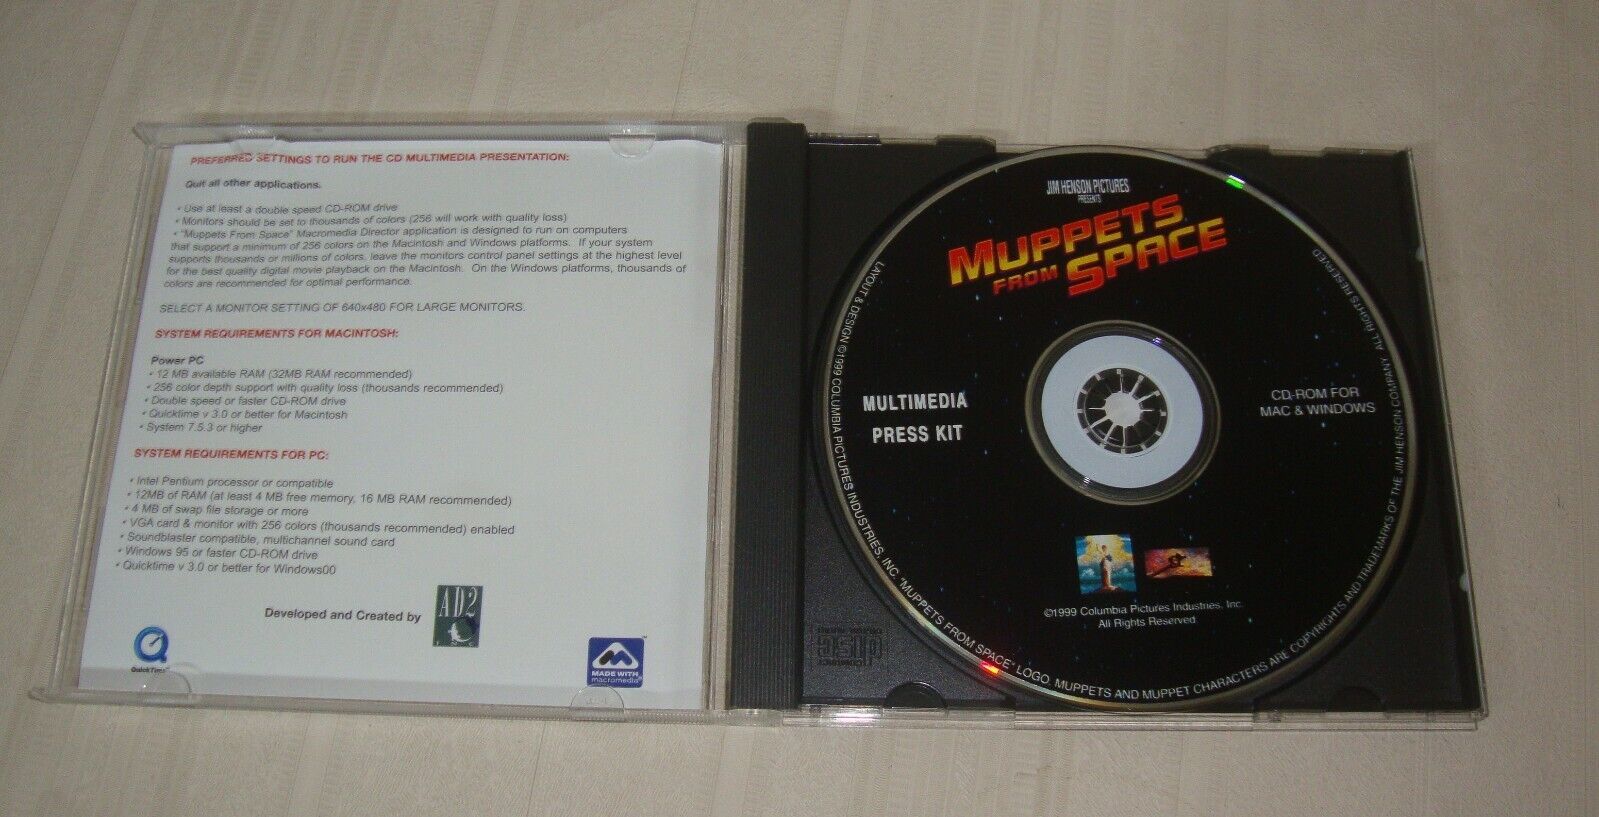 PREFERRED SETTINGS TO RUN THE CD MULTIMEDIA PRESENTATION:
Quit all other applications.
• Use at least a double speed CD-ROM drive
• Monitors should be set to thousands of colors (256 will work with quality loss)
• "Muppets From Space" Macromedia Director application is designed to run on computers
that support a minimum of 256 colors on the Macintosh and Windows platforms. If your system
supports thousands or millions of colors, leave the monitors control panel settings at the highest level
for the best quality digital movie playback on the Macintosh. On the Windows platforms, thousands of
colors are recommended for optimal performance.
SELECT A MONITOR SETTING OF 640x480 FOR LARGE MONITORS.
SYSTEM REQUIREMENTS FOR MACINTOSH:
Power PC
• 12 MB available RAM (32MB RAM recommended)
• 256 color depth support with quality loss (thousands recommended)
• Double speed or faster CD-ROM drive
• Quicktime v 3.0 or better for Macintosh
• System 7.5.3 or higher
SYSTEM REQUIREMENTS FOR PC:
• Intel Pentium processor or compatible
• 12MB of RAM (at least 4 MB free memory, 16 MB RAM recommended)
• 4 MB of swap file storage or more
• VGA card & monitor with 256 colors (thousands recommended) enabled
• Soundblaster compatible, multichannel sound card
• Windows 95 or faster CD-ROM drive
• Quicktime v 3.0 or better for Windows00
Developed and Created by
AD2
QuickTime™
MADE WITH
macromedia®
JIM HENSON PICTURES
PRESENTS
MUPPETS
FROM SPACE
MULTIMEDIA
PRESS KIT
CD-ROM FOR
MAC & WINDOWS
©1999 Columbia Pictures Industries, Inc.
All Rights Reserved
LAYOUT & DESIGN ©1999 COLUMBIA PICTURES INDUSTRIES, INC. "MUPPETS FROM SPACE" LOGO. MUPPETS AND MUPPET CHARACTERS ARE COPYRIGHTS AND TRADEMARKS OF THE JIM HENSON COMPANY. ALL RIGHTS RESERVED
COMPACT
disc